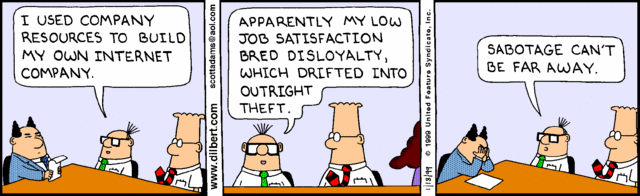 I USED COMPANY
RESOURCES TO BUILD
MY OWN INTERNET
COMPANY.
www.dilbert.com
scottadams@aol.com
APPARENTLY MY LOW
JOB SATISFACTION
BRED DISLOYALTY,
WHICH DRIFTED INTO
OUTRIGHT
THEFT.
1/18/99 © 1999 United Feature Syndicate, Inc.
SABOTAGE CAN'T
BE FAR AWAY.